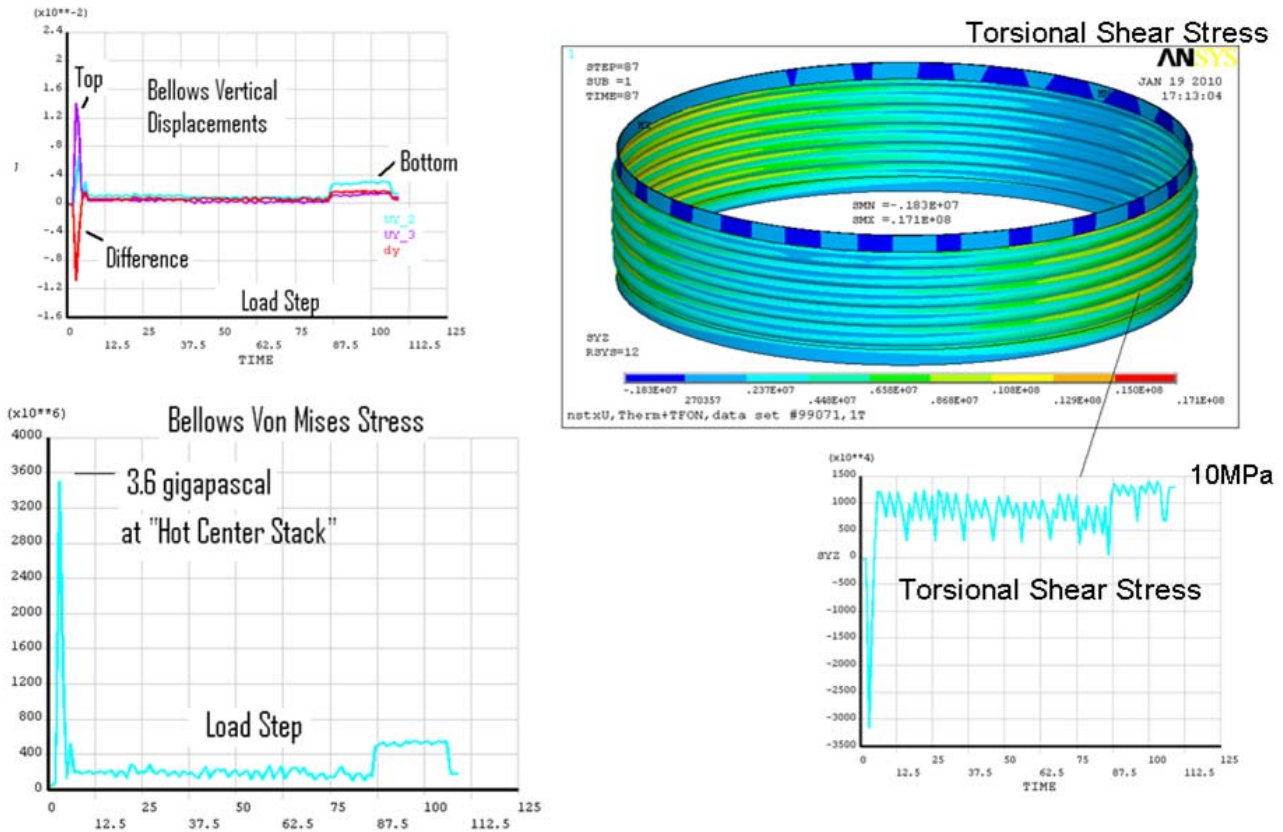 (x10**-2)
2.4
2
1.6
1.2
.8
.4
0
-.4
-.8
-1.2
-1.6
Top
Bellows Vertical
Displacements
Bottom
UY_2
UY_3
dy
Difference
Load Step
0 25 50 75 100 125
12.5 37.5 62.5 87.5 112.5
TIME
Torsional Shear Stress
1
ANSYS
STEP=87
SUB =1
TIME=87
JAN 19 2010
17:13:04
MX
SMN =-.183E+07
SMX =.171E+08
SYZ
RSYS=12
-.183E+07 .237E+07 .658E+07 .108E+08 .150E+08
270357 .448E+07 .868E+07 .129E+08 .171E+08
nstxU,Therm+TFON,data set #99071,1T
(x10**6)
Bellows Von Mises Stress
4000
3600
3200
2800
2400
2000
1600
1200
800
400
0
3.6 gigapascal
at "Hot Center Stack"
Load Step
0 25 50 75 100 125
12.5 37.5 62.5 87.5 112.5
(x10**4)
10MPa
1500
1000
500
SYZ 0
-500
-1000
-1500
-2000
-2500
-3000
-3500
Torsional Shear Stress
0 25 50 75 100 125
12.5 37.5 62.5 87.5 112.5
TIME